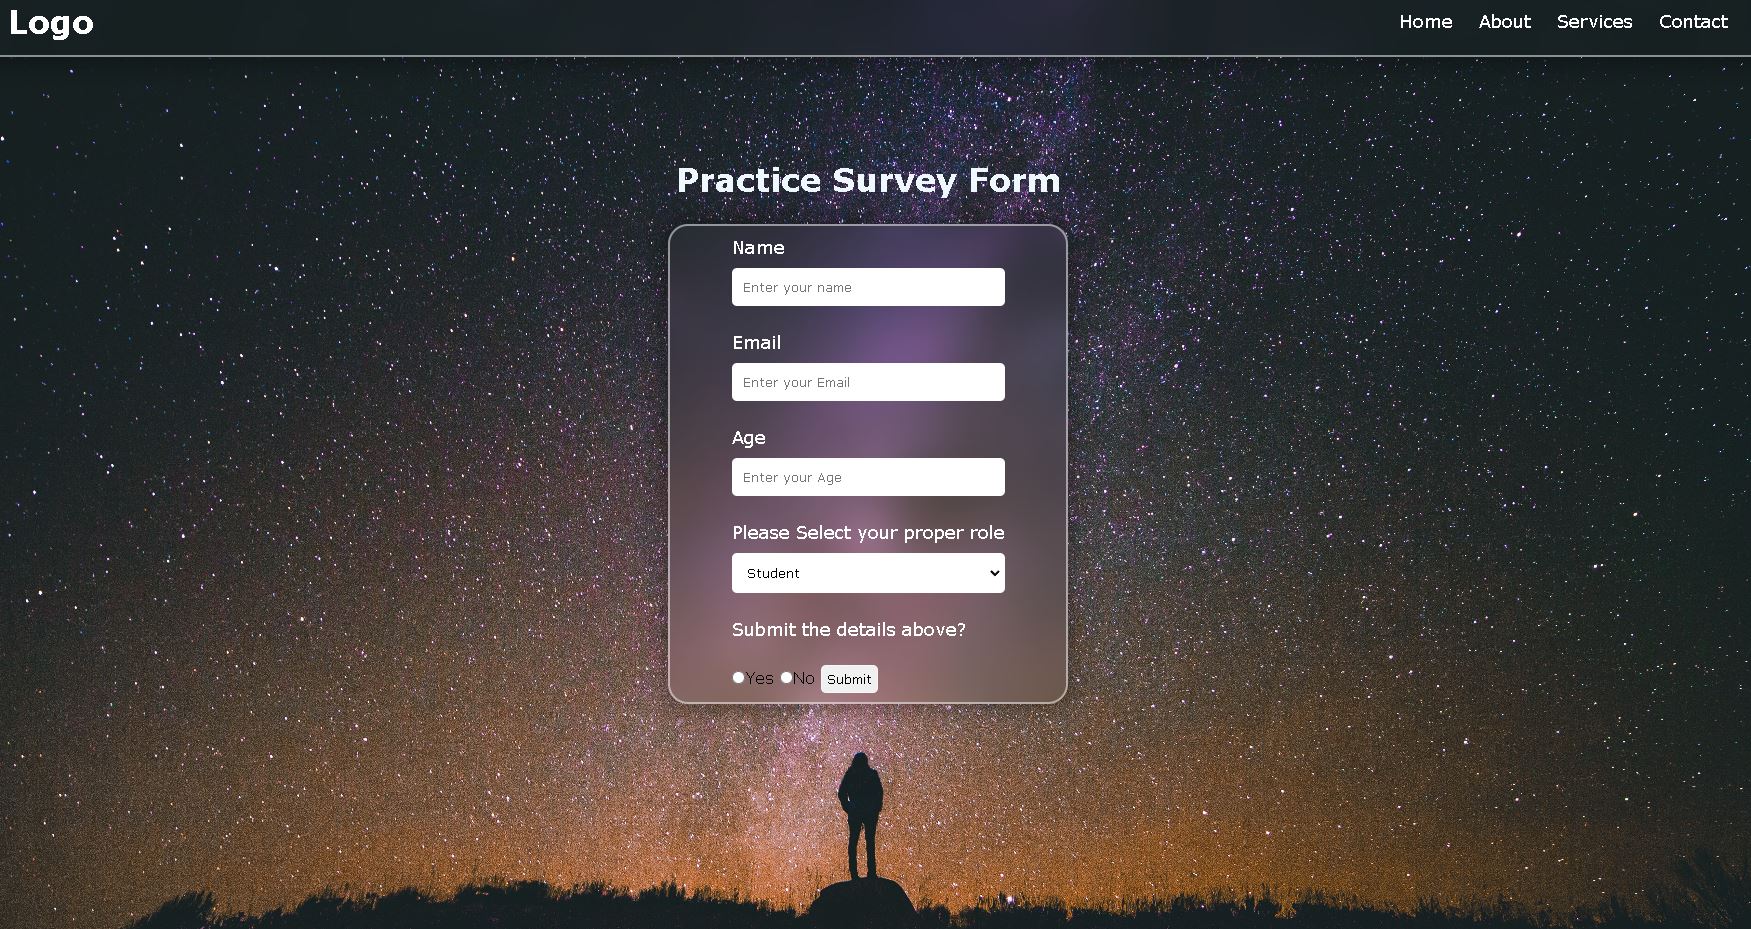 Logo
Home About Services Contact
Practice Survey Form
Name
Enter your name
Email
Enter your Email
Age
Enter your Age
Please Select your proper role
Student
Submit the details above?
Yes No Submit